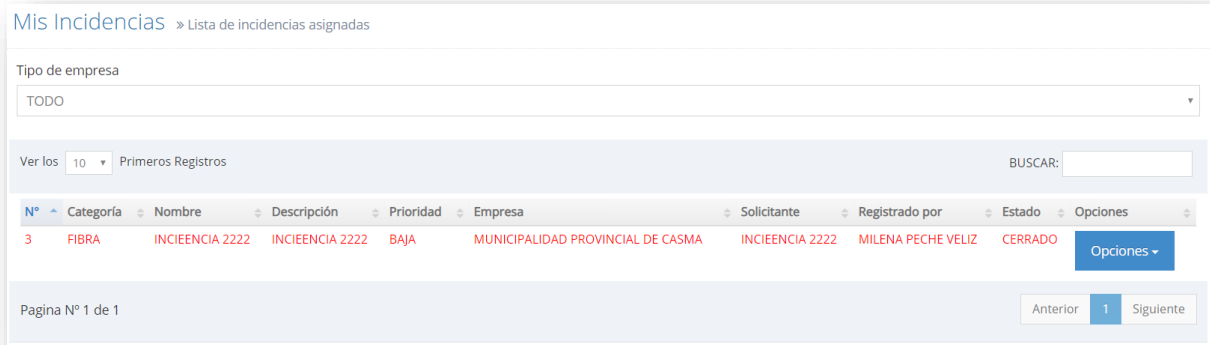 Mis Incidencias » Lista de incidencias asignadas
Tipo de empresa
TODO
Ver los 10 Primeros Registros BUSCAR:
Nº Categoría Nombre Descripción Prioridad Empresa Solicitante Registrado por Estado Opciones
3 FIBRA INCIEENCIA 2222 INCIEENCIA 2222 BAJA MUNICIPALIDAD PROVINCIAL DE CASMA INCIEENCIA 2222 MILENA PECHE VELIZ CERRADO Opciones
Pagina Nº 1 de 1 Anterior 1 Siguiente